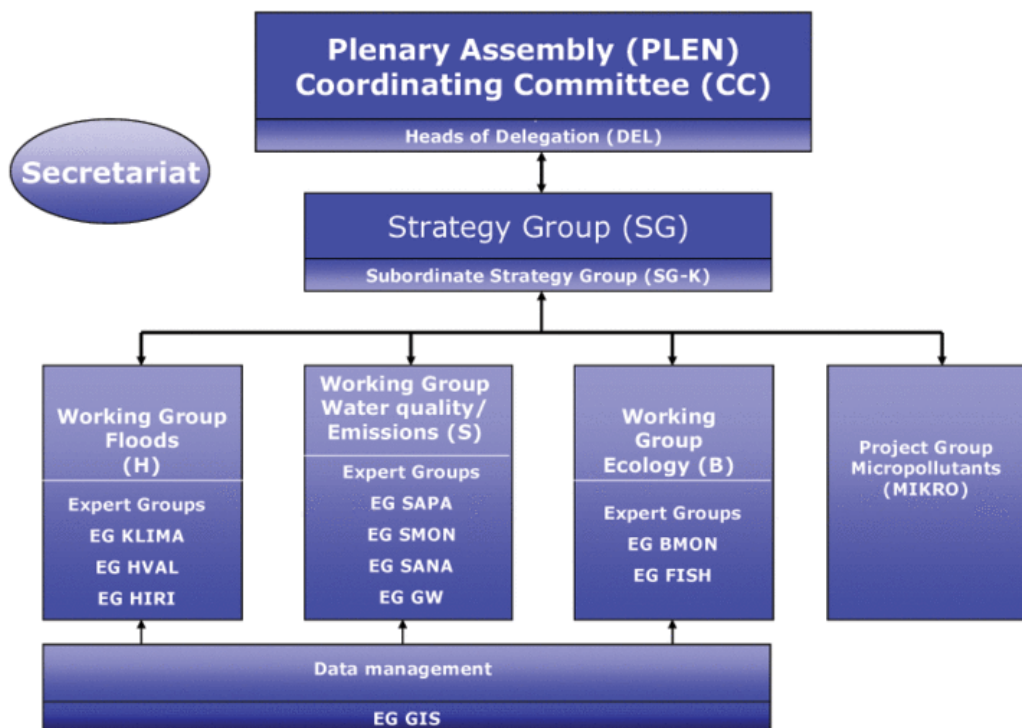 Plenary Assembly (PLEN)
Coordinating Committee (CC)
Heads of Delegation (DEL)
Secretariat
Strategy Group (SG)
Subordinate Strategy Group (SG-K)
Working Group
Floods
(H)
Expert Groups
EG KLIMA
EG HVAL
EG HIRI
Working Group
Water quality/
Emissions (S)
Expert Groups
EG SAPA
EG SMON
EG SANA
EG GW
Working
Group
Ecology (B)
Expert Groups
EG BMON
EG FISH
Project Group
Micropollutants
(MIKRO)
Data management
EG GIS